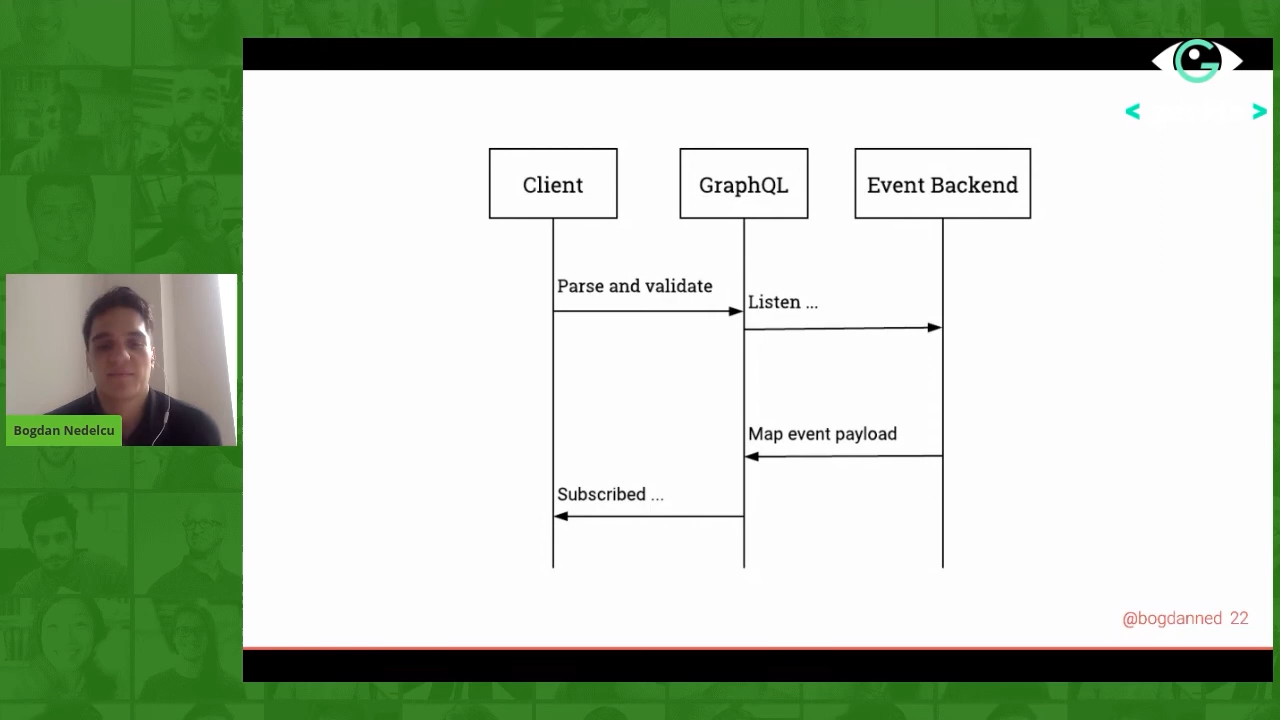 Client
GraphQL
Event Backend
Parse and validate
Listen ...
Map event payload
Subscribed ...
Bogdan Nedelcu
@bogdanned 22
< >